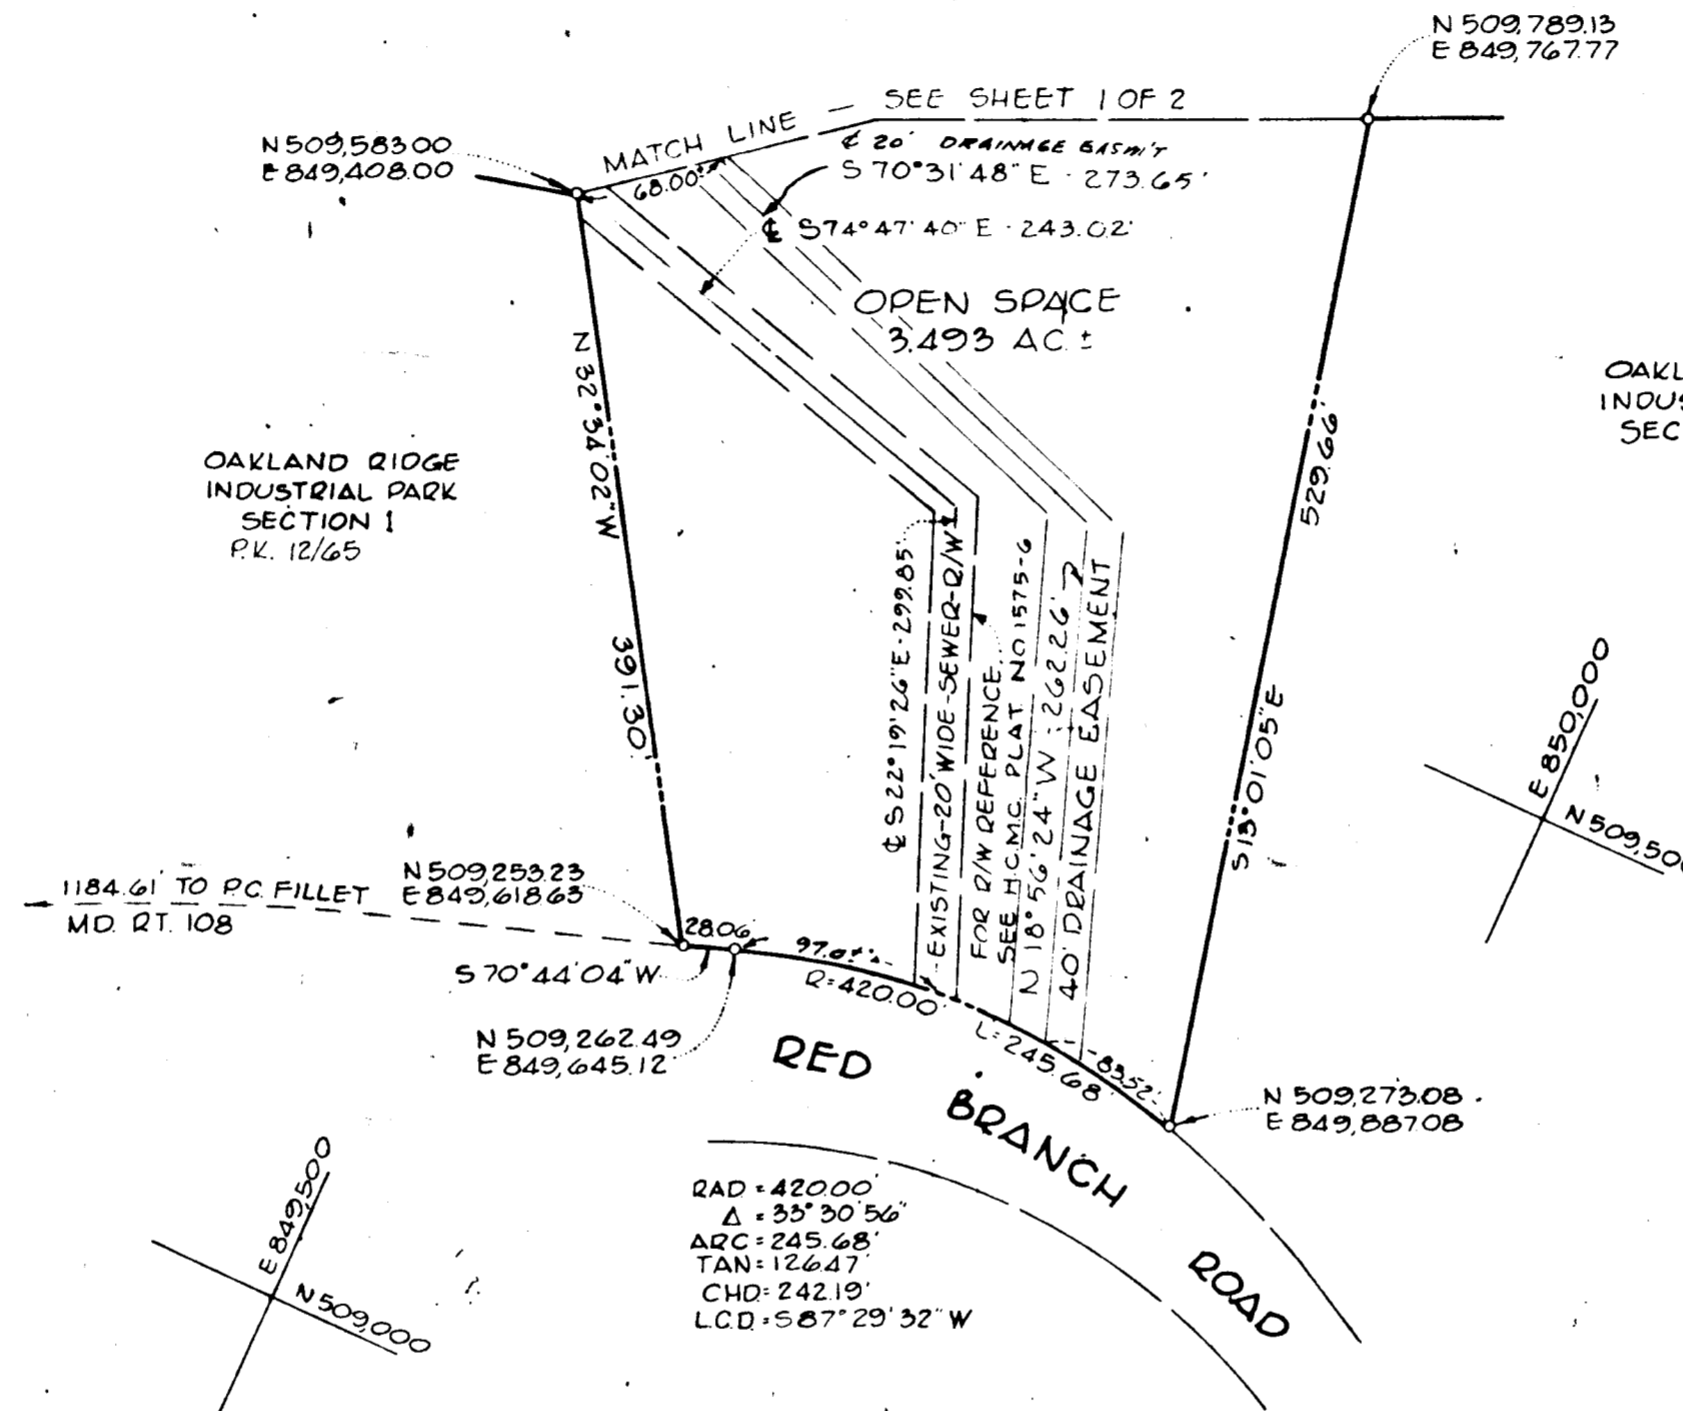 N 509,789.13
E 849,767.77
SEE SHEET 1 OF 2
MATCH LINE
N 509,583.00
E 849,408.00
68.00'±
℄ 20' DRAINAGE EASM'T
S 70° 31' 48" E - 273.65'
℄ S 74° 47' 40" E - 243.02'
OPEN SPACE
3.493 AC. ±
N 32° 34' 02" W
391.30'
OAKLAND RIDGE
INDUSTRIAL PARK
SECTION 1
P.K. 12/65
OAKL
INDUS
SEC
529.66'
S 13° 01' 05" E
℄ S 22° 19' 26" E - 299.85'
EXISTING - 20' WIDE - SEWER - R/W
FOR R/W REFERENCE
SEE H.C.M.C. PLAT NO 1575-6
N 18° 56' 24" W - 262.26'
40' DRAINAGE EASEMENT
E 850,000
N 509,50
1184.61' TO P.C. FILLET
MD. RT. 108
N 509,253.23
E 849,618.63
28.06'
S 70° 44' 04" W
97.0'±
R=420.00'
L=245.68'
83.52'
N 509,262.49
E 849,645.12
RED BRANCH ROAD
N 509,273.08
E 849,887.08
E 849,500
N 509,000
RAD = 420.00'
Δ = 33° 30' 56"
ARC = 245.68'
TAN = 126.47'
CHD = 242.19'
L.C.D. = S 87° 29' 32" W